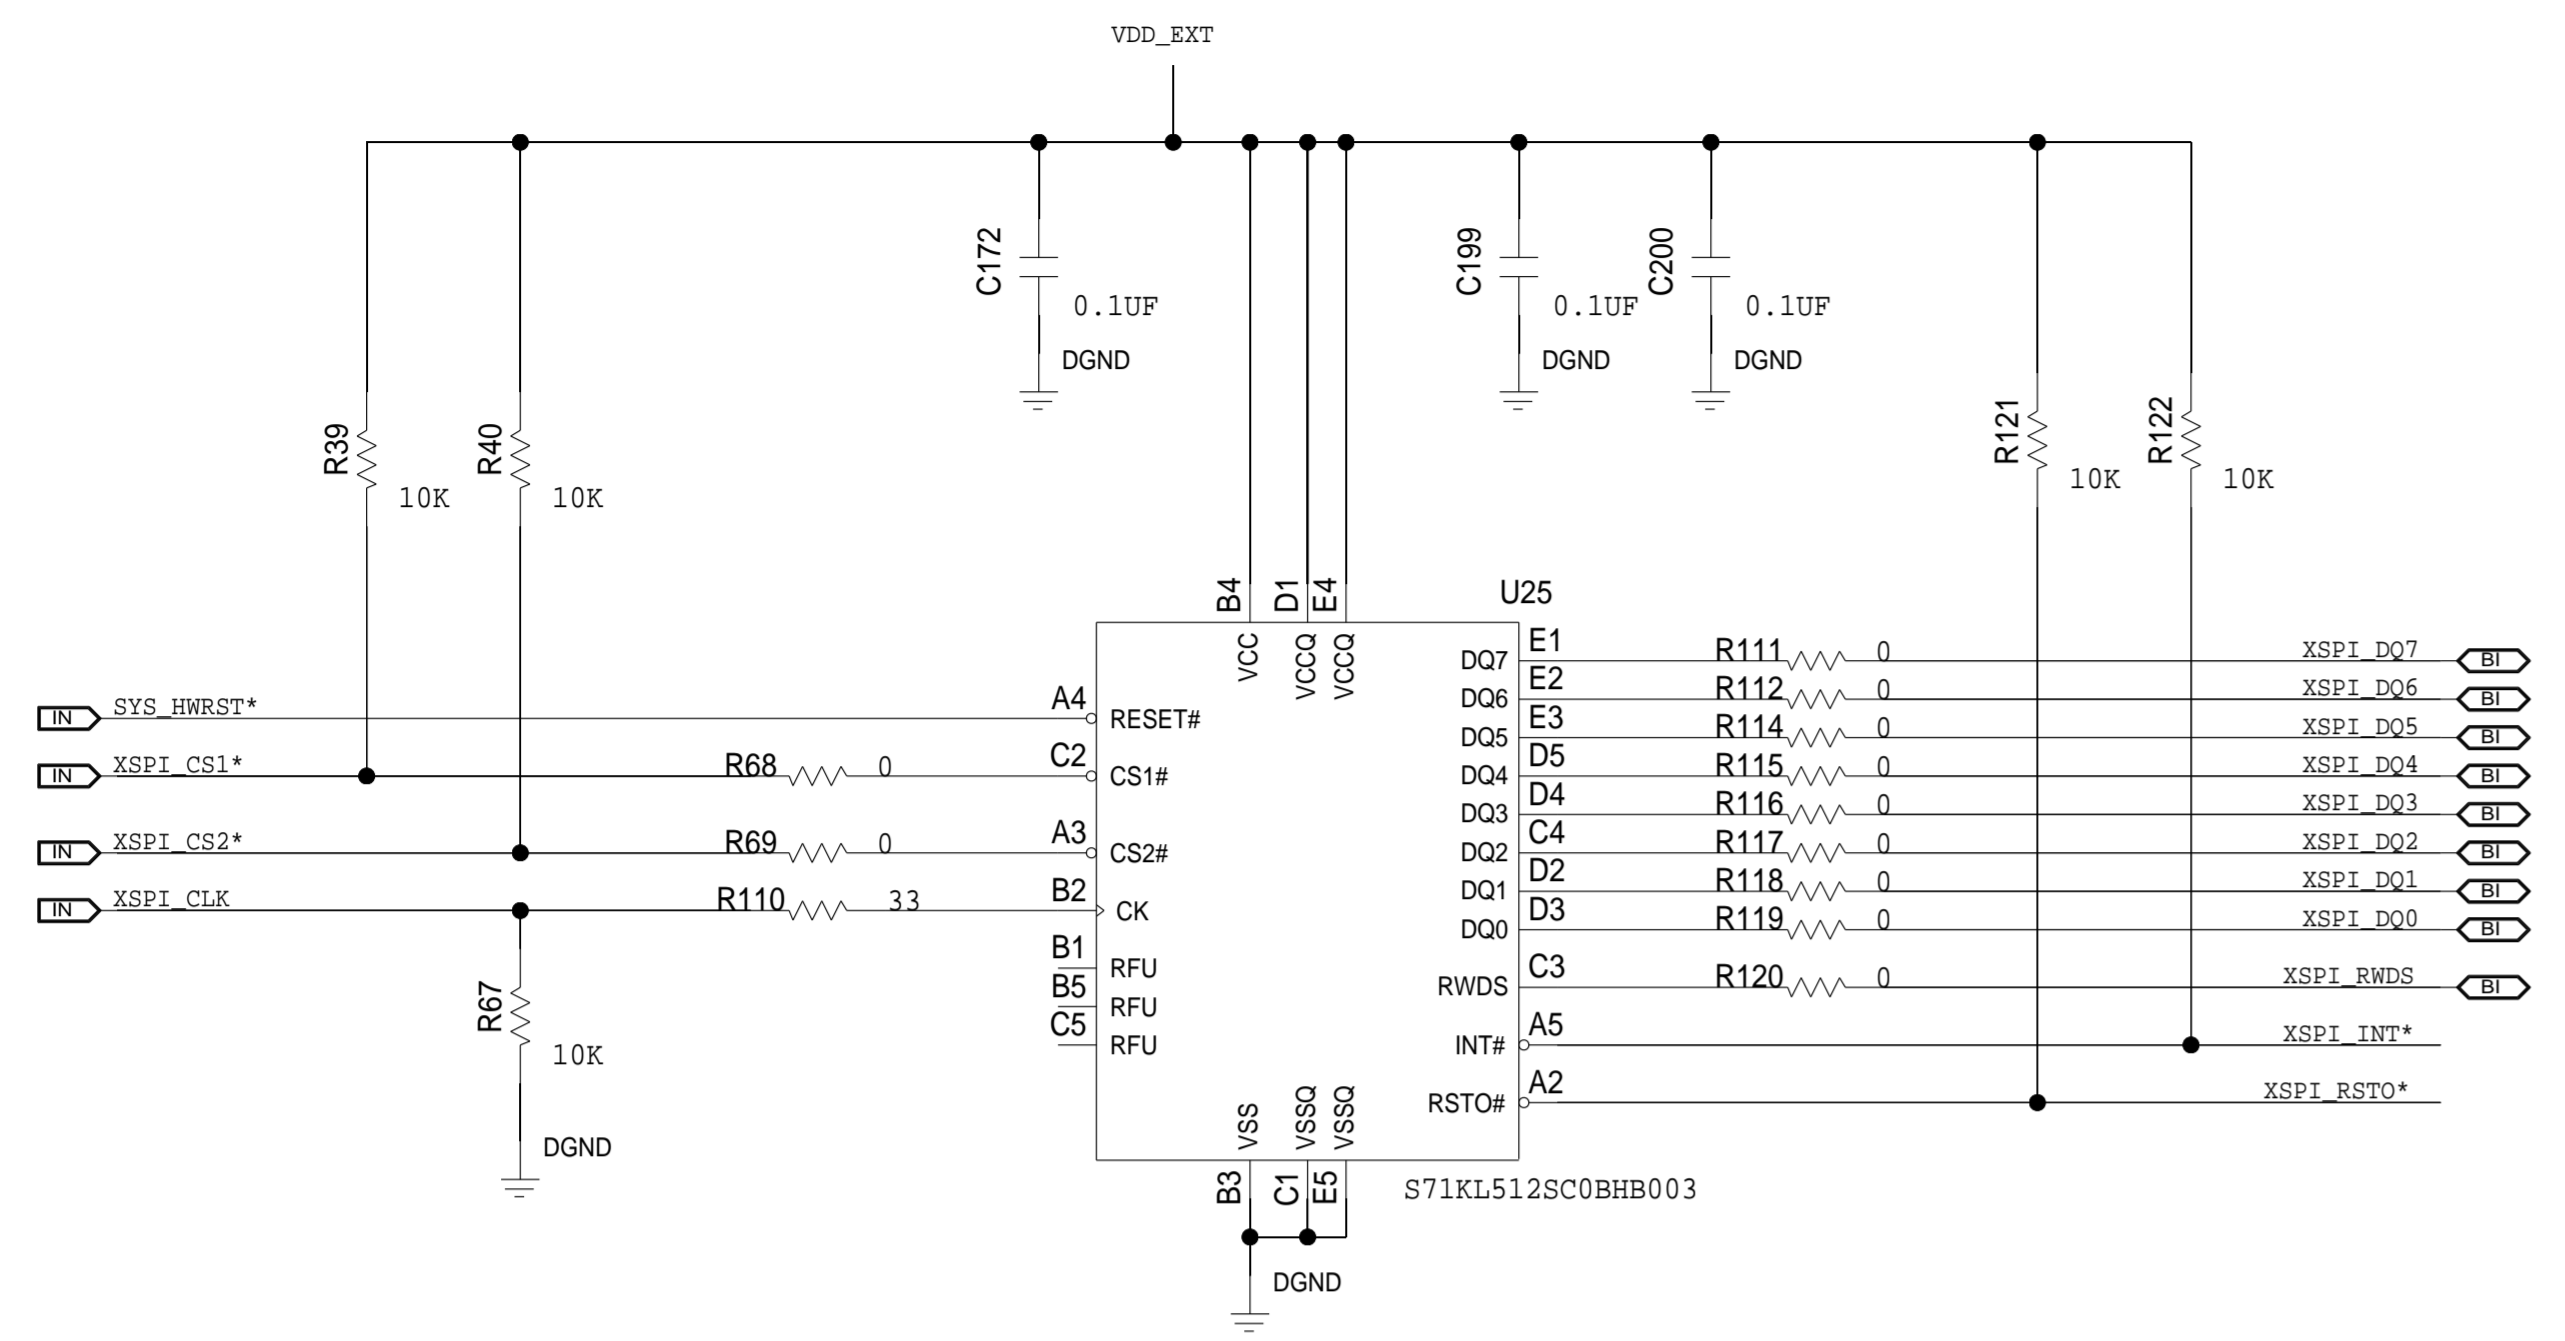 VDD_EXT
C172
0.1UF
DGND
C199
0.1UF
DGND
C200
0.1UF
DGND
R39
10K
R40
10K
R121
10K
R122
10K
U25
B4
D1
E4
VCC
VCCQ
VCCQ
IN SYS_HWRST* A4 RESET#
IN XSPI_CS1* R68 0 C2 CS1#
IN XSPI_CS2* R69 0 A3 CS2#
IN XSPI_CLK R110 33 B2 CK
B1 RFU
B5 RFU
C5 RFU
R67
10K
DGND
DQ7 E1 R111 0 XSPI_DQ7 BI
DQ6 E2 R112 0 XSPI_DQ6 BI
DQ5 E3 R114 0 XSPI_DQ5 BI
DQ4 D5 R115 0 XSPI_DQ4 BI
DQ3 D4 R116 0 XSPI_DQ3 BI
DQ2 C4 R117 0 XSPI_DQ2 BI
DQ1 D2 R118 0 XSPI_DQ1 BI
DQ0 D3 R119 0 XSPI_DQ0 BI
RWDS C3 R120 0 XSPI_RWDS BI
INT# A5 XSPI_INT*
RSTO# A2 XSPI_RSTO*
VSS
VSSQ
VSSQ
B3
C1
E5
S71KL512SC0BHB003
DGND